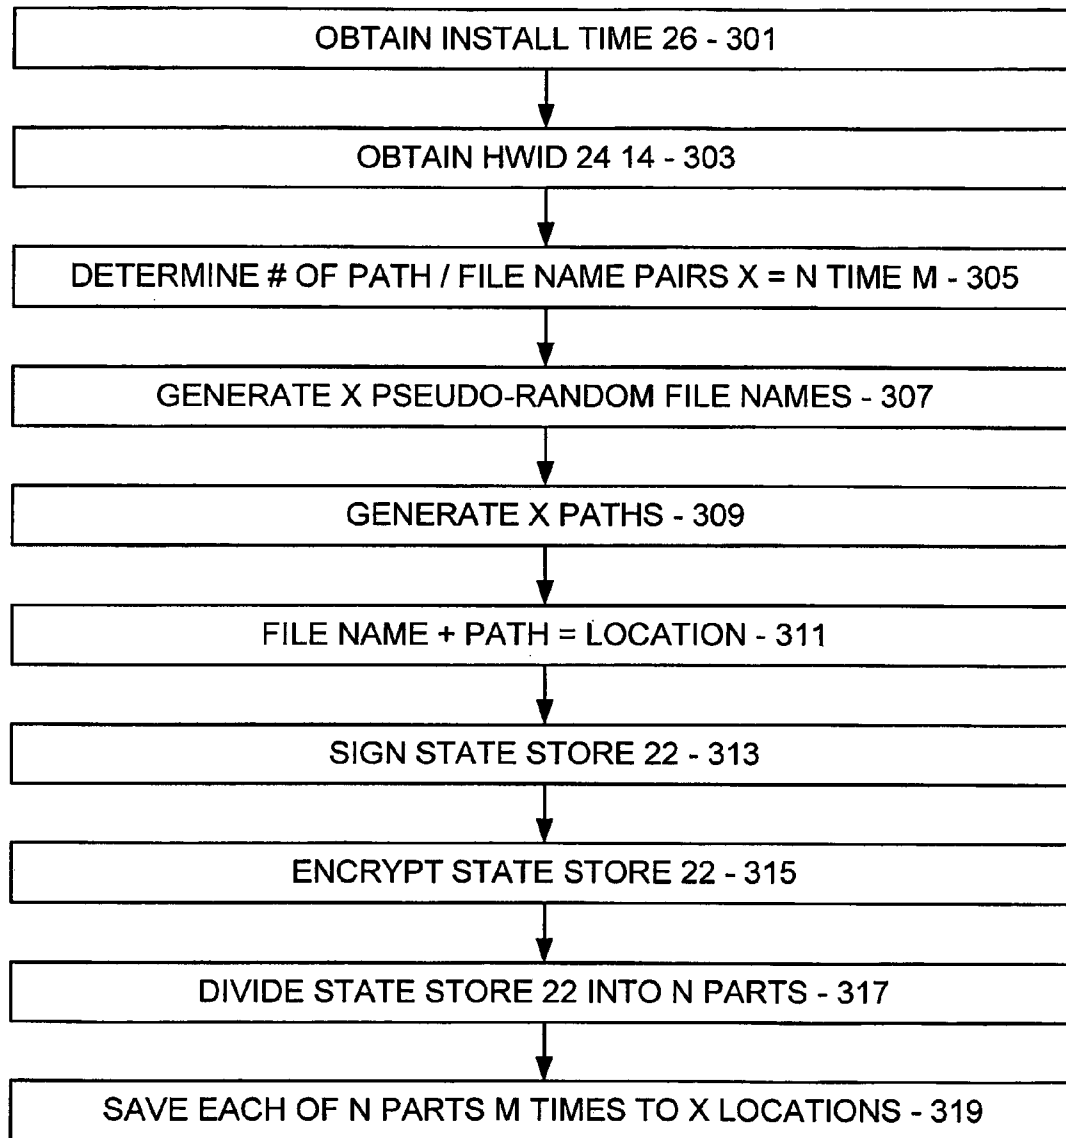 OBTAIN INSTALL TIME 26 - 301
OBTAIN HWID 24 14 - 303
DETERMINE # OF PATH / FILE NAME PAIRS X = N TIME M - 305
GENERATE X PSEUDO-RANDOM FILE NAMES - 307
GENERATE X PATHS - 309
FILE NAME + PATH = LOCATION - 311
SIGN STATE STORE 22 - 313
ENCRYPT STATE STORE 22 - 315
DIVIDE STATE STORE 22 INTO N PARTS - 317
SAVE EACH OF N PARTS M TIMES TO X LOCATIONS - 319